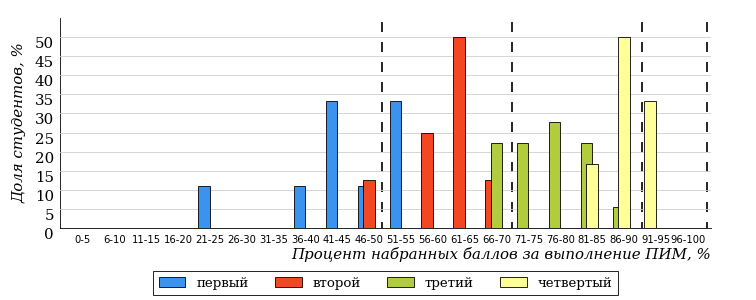 Доля студентов, %
50
45
40
35
30
25
20
15
10
5
0
0-5 6-10 11-15 16-20 21-25 26-30 31-35 36-40 41-45 46-50 51-55 56-60 61-65 66-70 71-75 76-80 81-85 86-90 91-95 96-100
Процент набранных баллов за выполнение ПИМ, %
первый второй третий четвертый